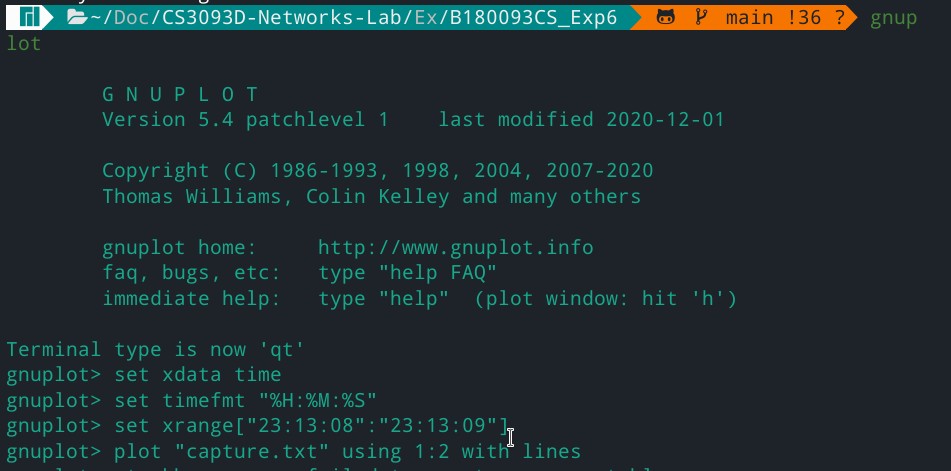 ~/Doc/CS3093D-Networks-Lab/Ex/B180093CS_Exp6 main !36 ? gnup
lot
G N U P L O T
Version 5.4 patchlevel 1 last modified 2020-12-01
Copyright (C) 1986-1993, 1998, 2004, 2007-2020
Thomas Williams, Colin Kelley and many others
gnuplot home: http://www.gnuplot.info
faq, bugs, etc: type "help FAQ"
immediate help: type "help" (plot window: hit 'h')
Terminal type is now 'qt'
gnuplot> set xdata time
gnuplot> set timefmt "%H:%M:%S"
gnuplot> set xrange["23:13:08":"23:13:09"]
gnuplot> plot "capture.txt" using 1:2 with lines